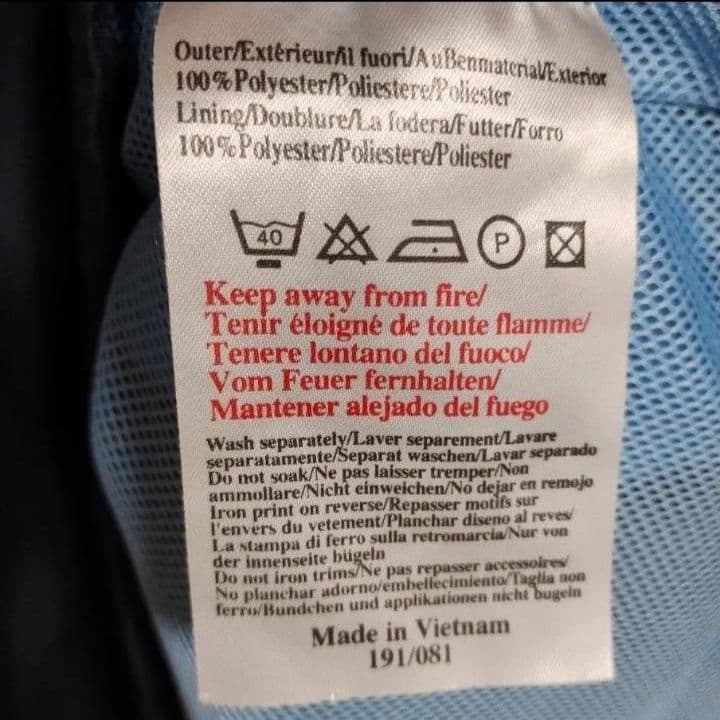 Outer/Extérieur/Al fuori/Außenmaterial/Exterior
100%Polyester/Poliestere/Poliester
Lining/Doublure/La fodera/Futter/Forro
100%Polyester/Poliestere/Poliester
40 P
Keep away from fire/
Tenir éloigné de toute flamme/
Tenere lontano del fuoco/
Vom Feuer fernhalten/
Mantener alejado del fuego
Wash separately/Laver separement/Lavare
separatamente/Separat waschen/Lavar separado
Do not soak/Ne pas laisser tremper/Non
ammollare/Nicht einweichen/No dejar en remojo
Iron print on reverse/Repasser motifs sur
l'envers du vetement/Planchar diseno al reves/
La stampa di ferro sulla retromarcia/Nur von
der innenseite bügeln
Do not iron trims/Ne pas repasser accessoires/
No planchar adorno/embellecimiento/Taglia non
ferro/Bundchen und applikationen nicht bugeln
Made in Vietnam
191/081